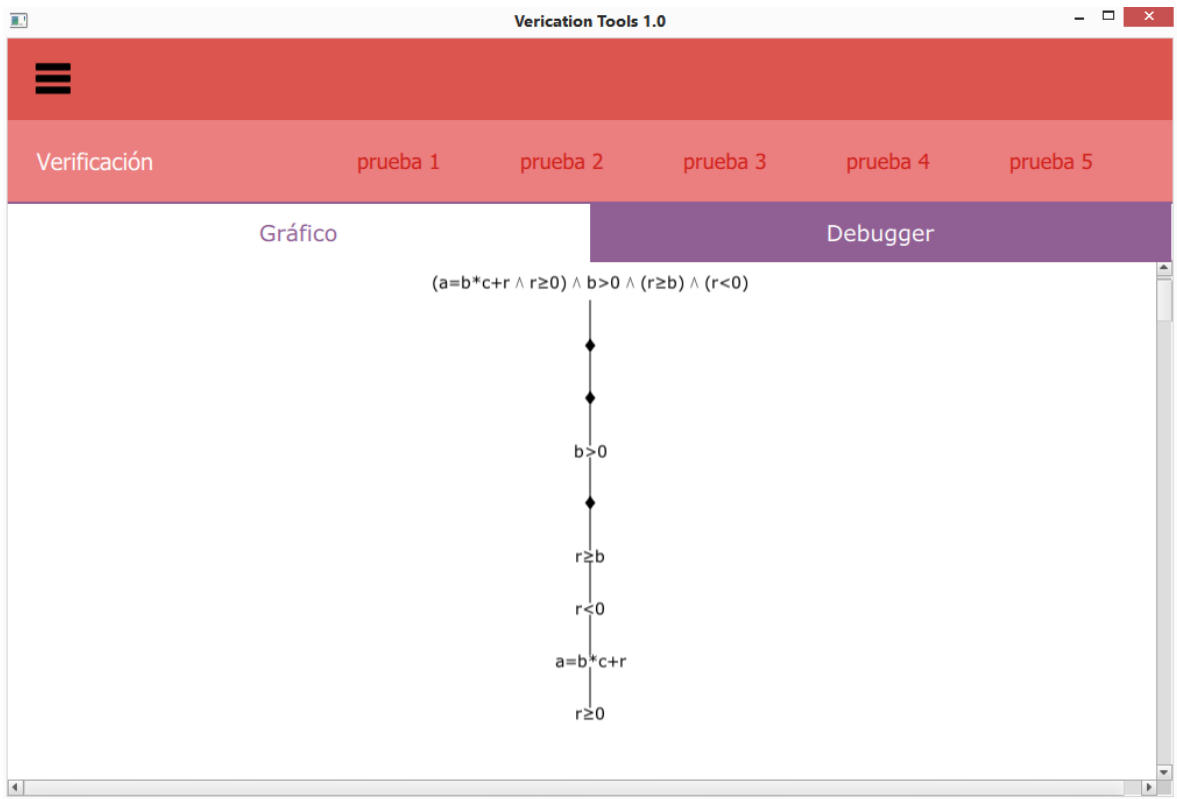 Verication Tools 1.0
Verificación prueba 1 prueba 2 prueba 3 prueba 4 prueba 5
Gráfico Debugger
(a=b*c+r ∧ r≥0) ∧ b>0 ∧ (r≥b) ∧ (r<0)
b>0
r≥b
r<0
a=b*c+r
r≥0